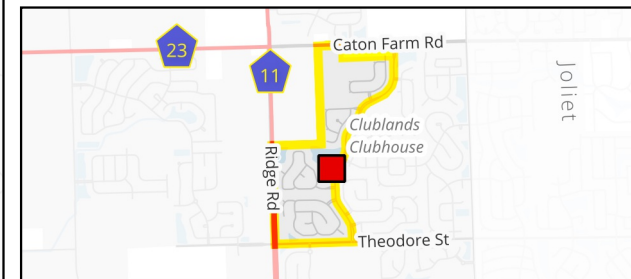 Caton Farm Rd
23
11
Joliet
Clublands
Clubhouse
Ridge Rd
Theodore St